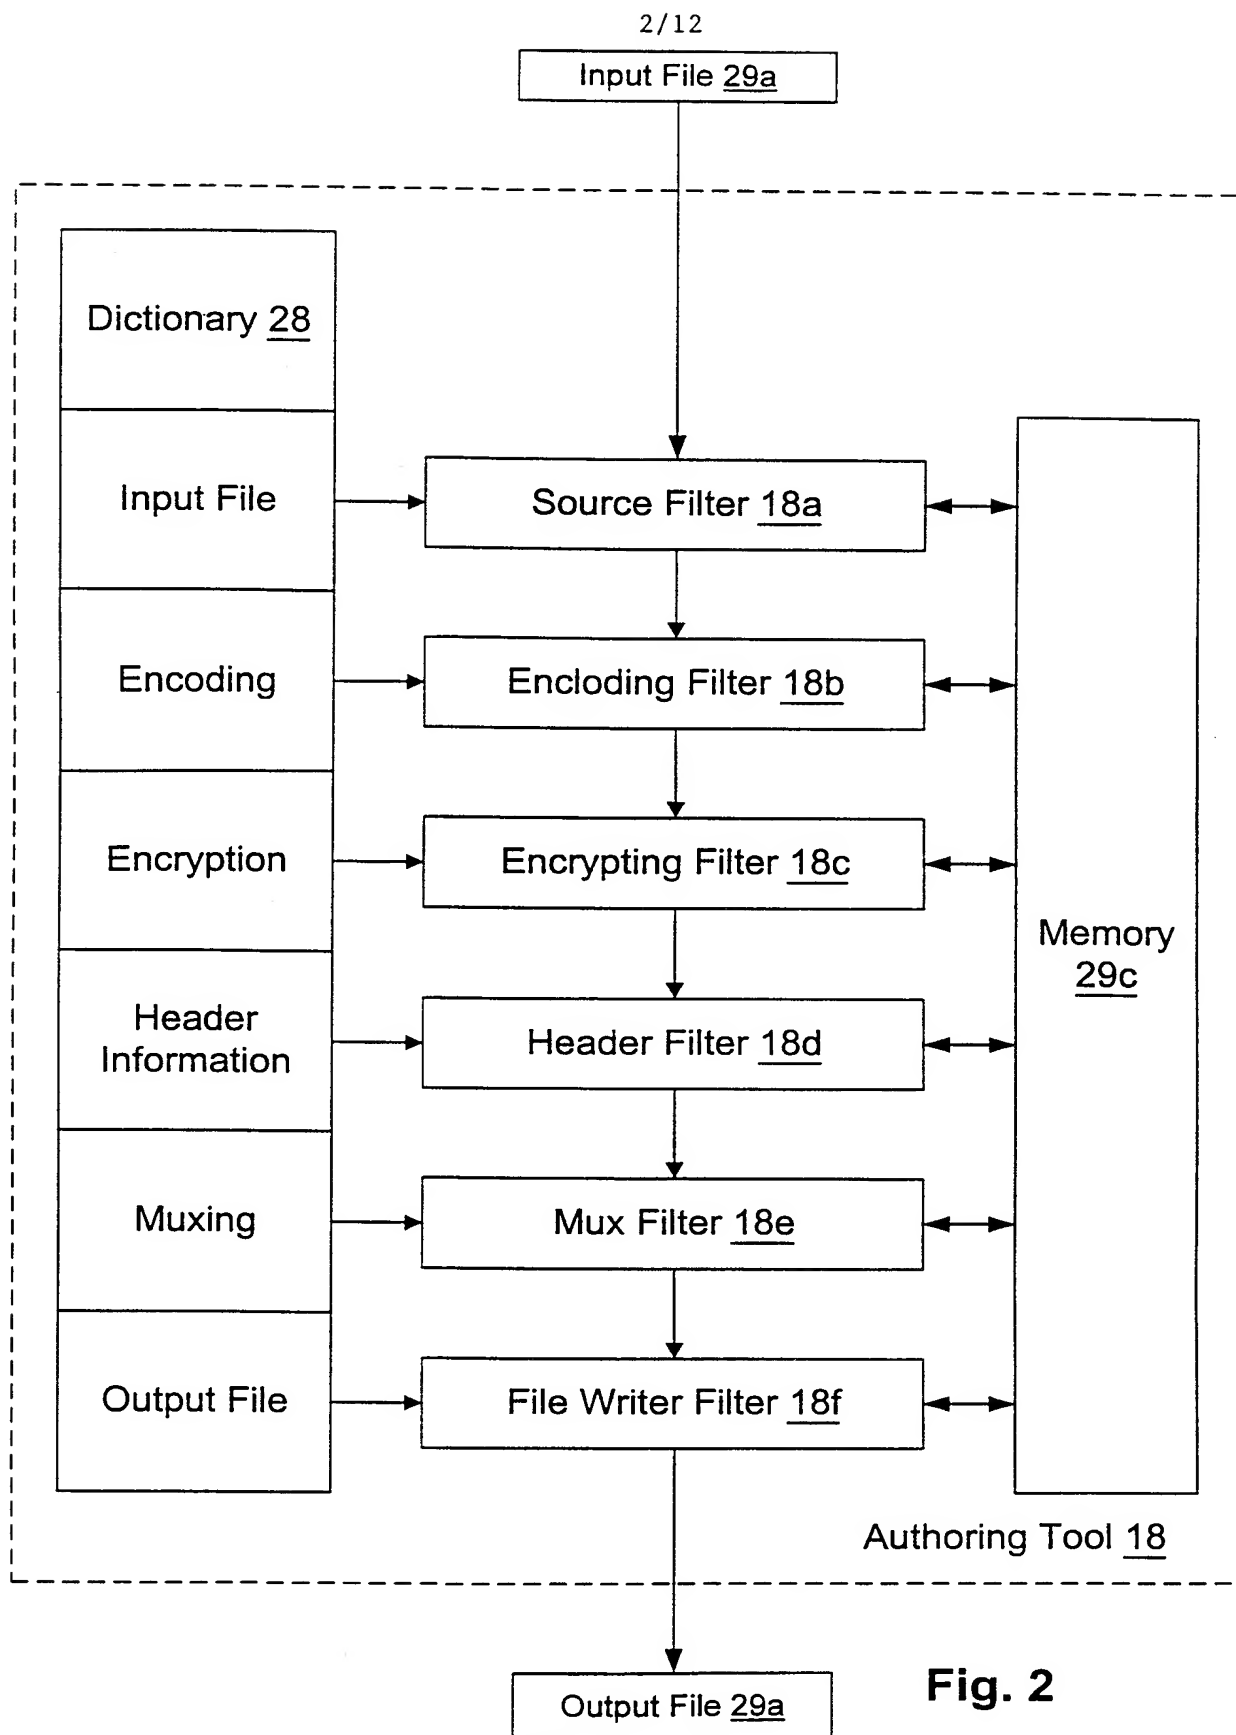 2/12
Input File 29a
Dictionary 28
Input File
Source Filter 18a
Encoding
Encloding Filter 18b
Encryption
Encrypting Filter 18c
Memory
29c
Header
Information
Header Filter 18d
Muxing
Mux Filter 18e
Output File
File Writer Filter 18f
Authoring Tool 18
Output File 29a
Fig. 2